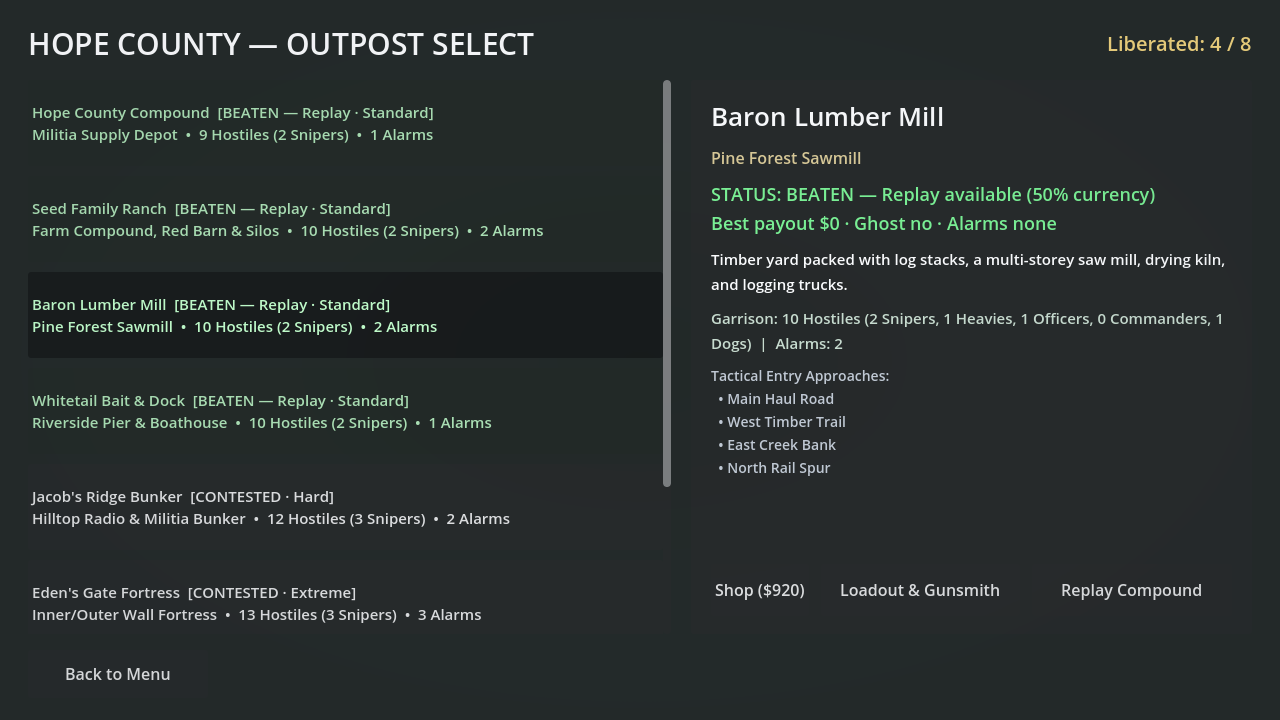 HOPE COUNTY — OUTPOST SELECT
Liberated: 4 / 8
Hope County Compound  [BEATEN — Replay · Standard]
Militia Supply Depot  •  9 Hostiles (2 Snipers)  •  1 Alarms
Seed Family Ranch  [BEATEN — Replay · Standard]
Farm Compound, Red Barn & Silos  •  10 Hostiles (2 Snipers)  •  2 Alarms
Baron Lumber Mill  [BEATEN — Replay · Standard]
Pine Forest Sawmill  •  10 Hostiles (2 Snipers)  •  2 Alarms
Whitetail Bait & Dock  [BEATEN — Replay · Standard]
Riverside Pier & Boathouse  •  10 Hostiles (2 Snipers)  •  1 Alarms
Jacob's Ridge Bunker  [CONTESTED · Hard]
Hilltop Radio & Militia Bunker  •  12 Hostiles (3 Snipers)  •  2 Alarms
Eden's Gate Fortress  [CONTESTED · Extreme]
Inner/Outer Wall Fortress  •  13 Hostiles (3 Snipers)  •  3 Alarms
Baron Lumber Mill
Pine Forest Sawmill
STATUS: BEATEN — Replay available (50% currency)
Best payout $0 · Ghost no · Alarms none
Timber yard packed with log stacks, a multi-storey saw mill, drying kiln,
and logging trucks.
Garrison: 10 Hostiles (2 Snipers, 1 Heavies, 1 Officers, 0 Commanders, 1
Dogs)  |  Alarms: 2
Tactical Entry Approaches:
• Main Haul Road
• West Timber Trail
• East Creek Bank
• North Rail Spur
Shop ($920)
Loadout & Gunsmith
Replay Compound
Back to Menu